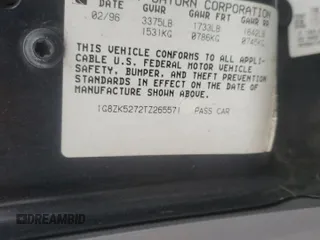 SATURN CORPORATION
DATE GVWR GAWR FRT GAWR RR
02/96 3375LB 1733LB 1642LB
1531KG 0786KG 0745KG
THIS VEHICLE CONFORMS TO ALL APPLI-
CABLE U.S. FEDERAL MOTOR VEHICLE
SAFETY, BUMPER, AND THEFT PREVENTION
STANDARDS IN EFFECT ON THE DATE OF
MANUFACTURE SHOWN ABOVE.
1G8ZK5272TZ265571 PASS CAR
DREAMBID